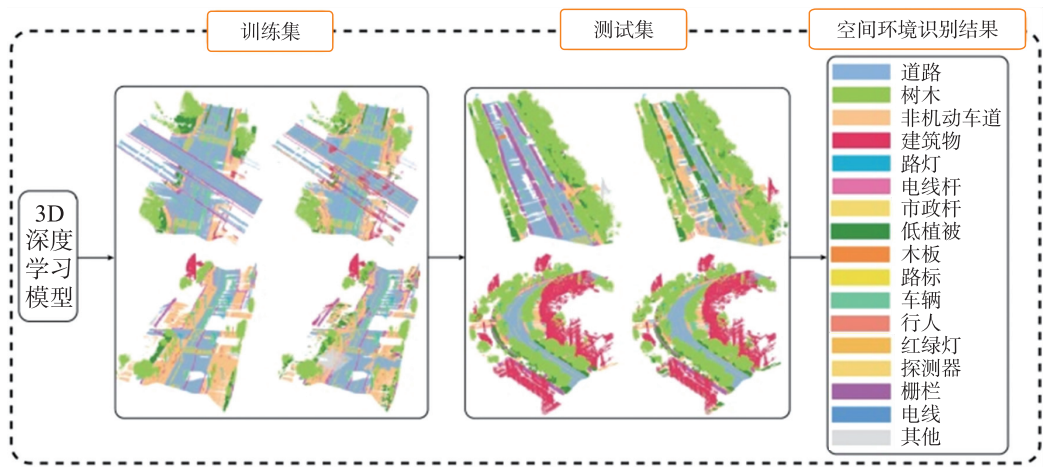 训练集
测试集
空间环境识别结果
3D
深度
学习
模型
道路
树木
非机动车道
建筑物
路灯
电线杆
市政杆
低植被
木板
路标
车辆
行人
红绿灯
探测器
栅栏
电线
其他